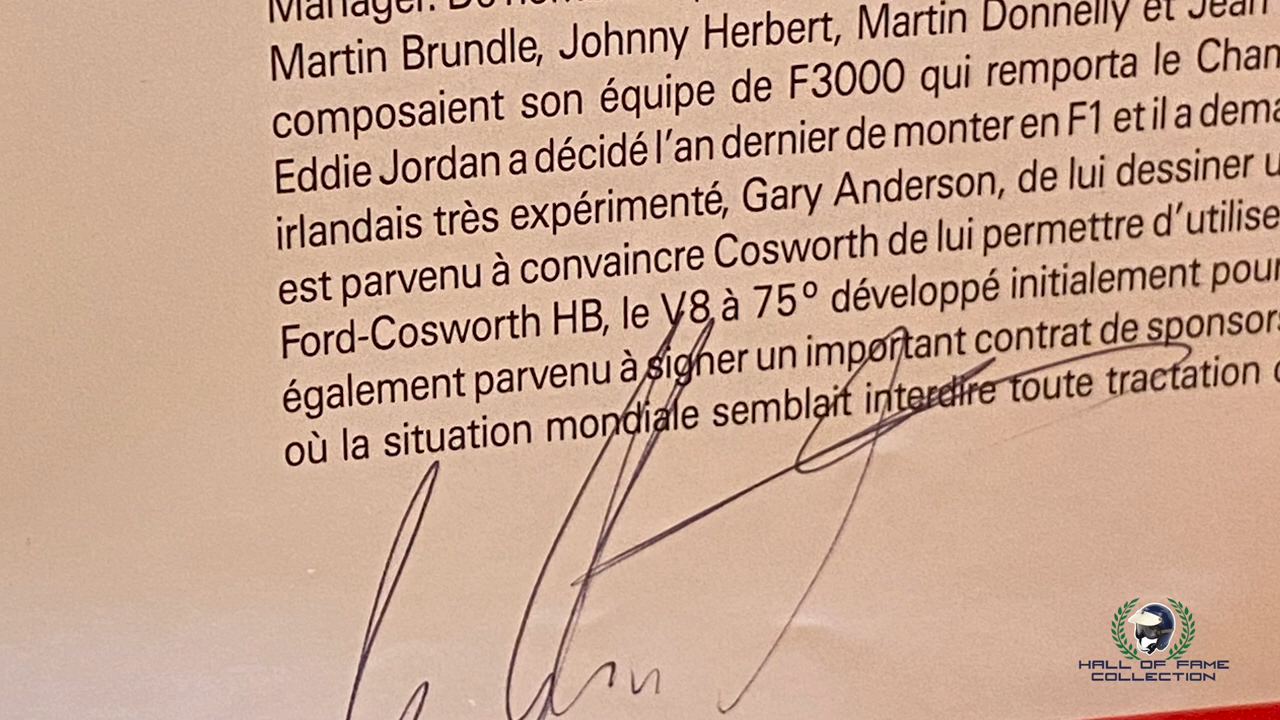 Manager.
Martin Brundle, Johnny Herbert, Martin Donnelly et Jean
composaient son équipe de F3000 qui remporta le Cham
Eddie Jordan a décidé l'an dernier de monter en F1 et il a dema
irlandais très expérimenté, Gary Anderson, de lui dessiner u
est parvenu à convaincre Cosworth de lui permettre d'utilise
Ford-Cosworth HB, le V8 à 75° développé initialement pour
également parvenu à signer un important contrat de sponsors
où la situation mondiale semblait interdire toute tractation
HALL OF FAME
COLLECTION